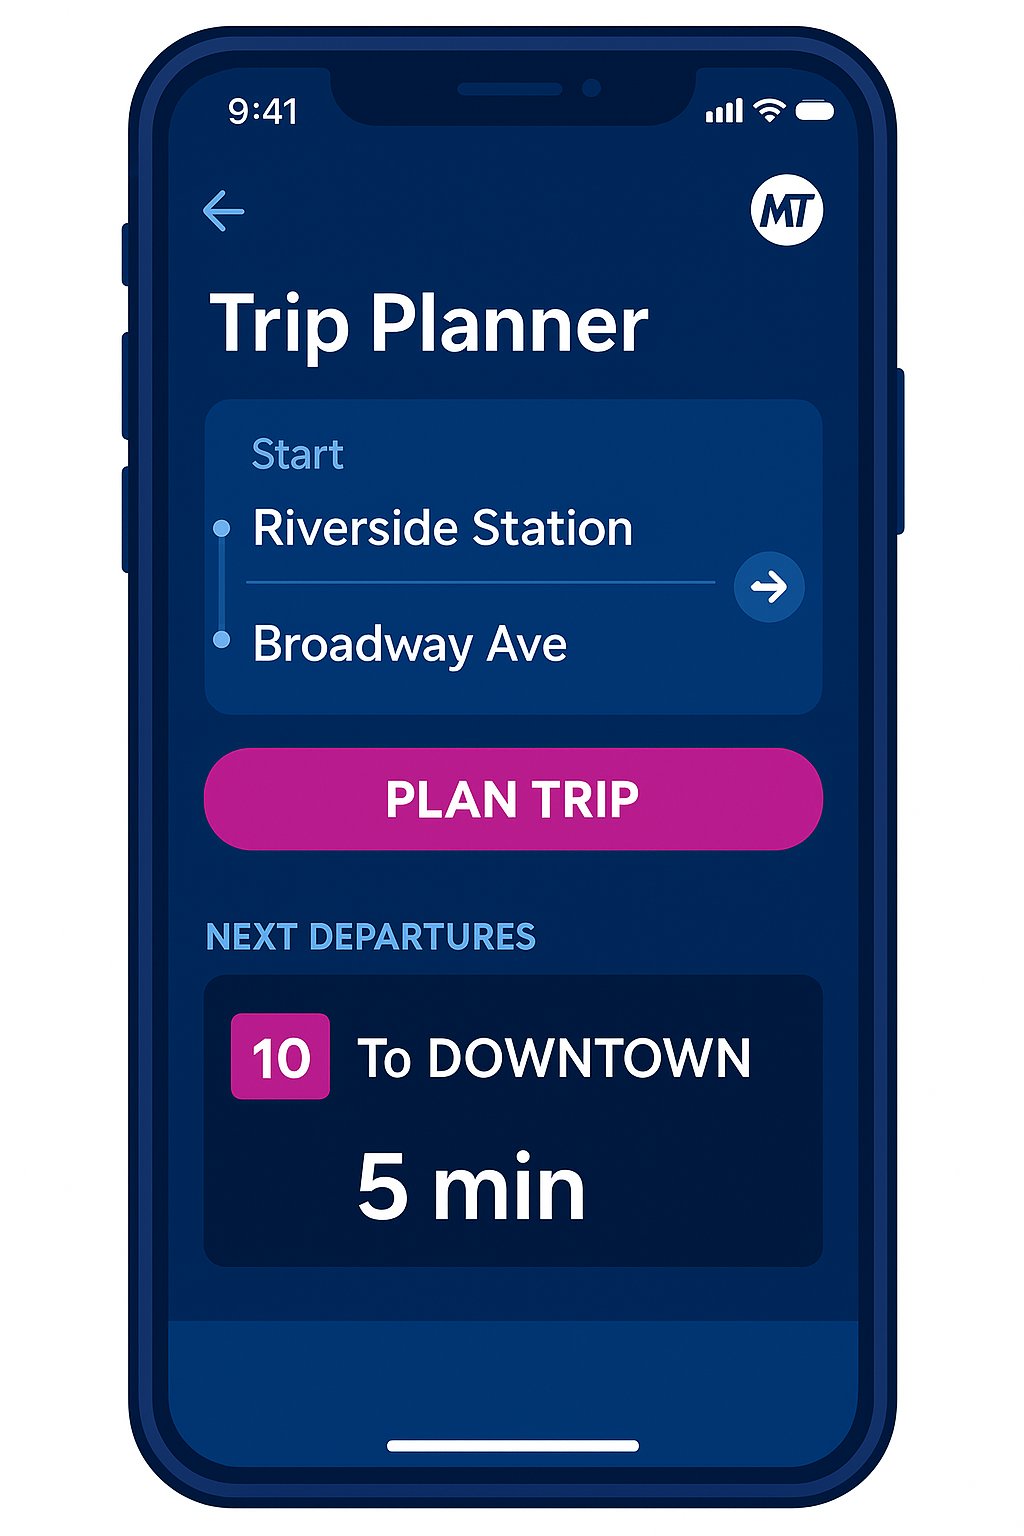 9:41
MT
Trip Planner
Start
Riverside Station
Broadway Ave
PLAN TRIP
NEXT DEPARTURES
10 To DOWNTOWN
5 min